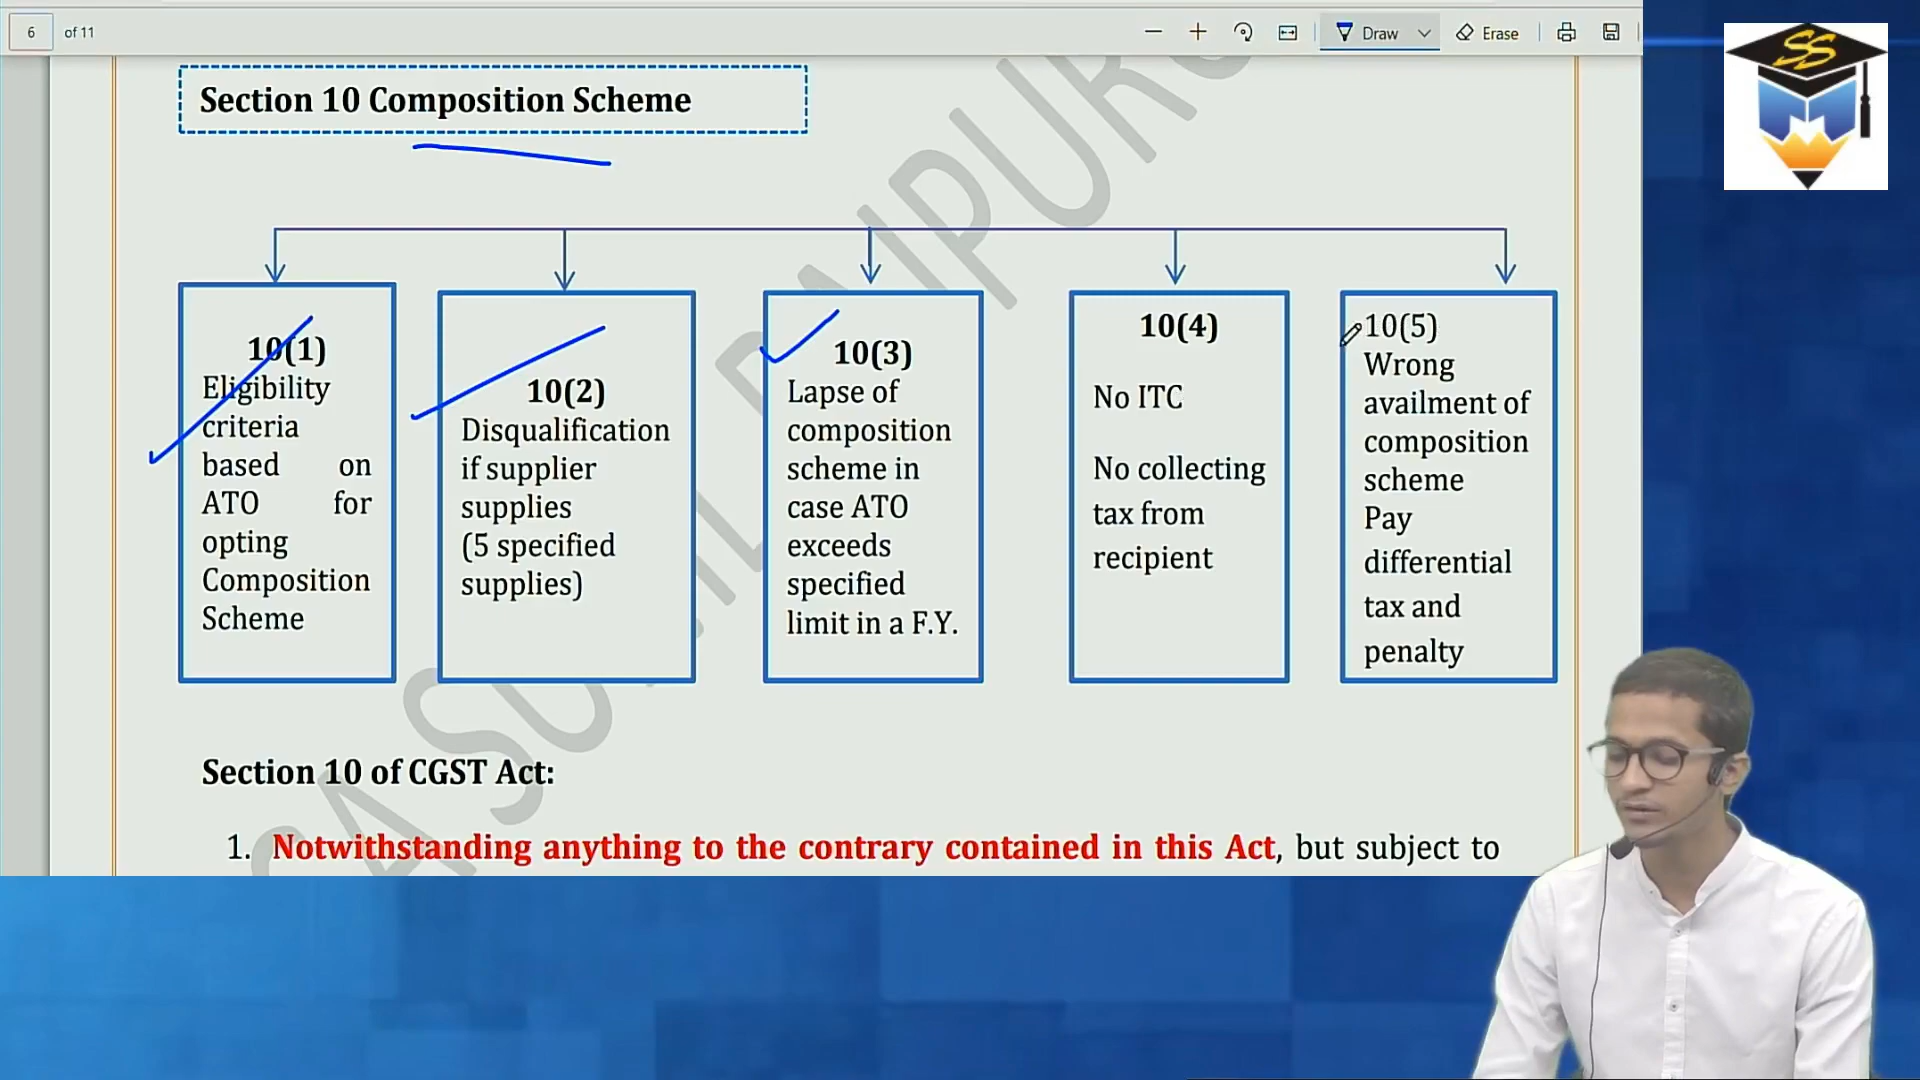 6 of 11
Draw
Erase
SS
Section 10 Composition Scheme
10(1)
Eligibility
criteria
based on
ATO for
opting
Composition
Scheme
10(2)
Disqualification
if supplier
supplies
(5 specified
supplies)
10(3)
Lapse of
composition
scheme in
case ATO
exceeds
specified
limit in a F.Y.
10(4)
No ITC
No collecting
tax from
recipient
10(5)
Wrong
availment of
composition
scheme
Pay
differential
tax and
penalty
Section 10 of CGST Act:
1. Notwithstanding anything to the contrary contained in this Act, but subject to